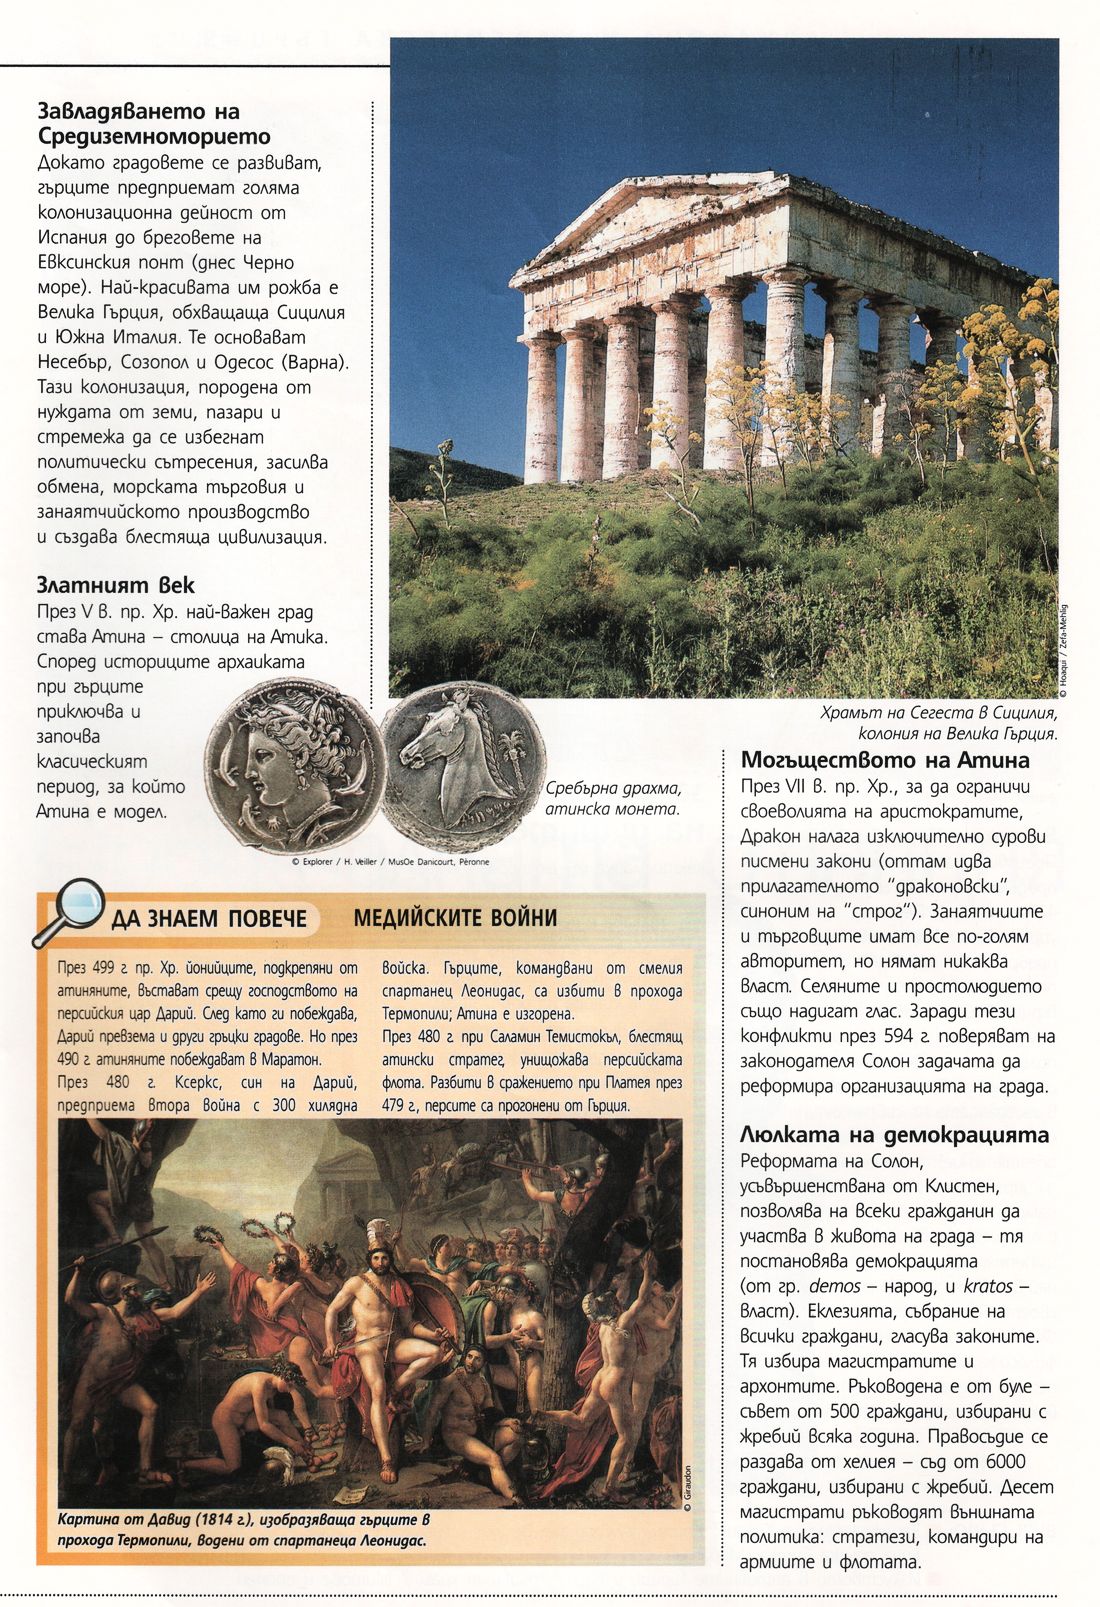 Завладяването на
Средиземноморието
Докато градовете се развиват,
гърците предприемат голяма
колонизационна дейност от
Испания до бреговете на
Евксинския понт (днес Черно
море). Най-красивата им рожба е
Велика Гърция, обхващаща Сицилия
и Южна Италия. Те основават
Несебър, Созопол и Одесос (Варна).
Тази колонизация, породена от
нуждата от земи, пазари и
стремежа да се избегнат
политически сътресения, засилва
обмена, морската търговия и
занаятчийското производство
и създава блестяща цивилизация.
Златният век
През V в. пр. Хр. най-важен град
става Атина – столица на Атика.
Според историците архаиката
при гърците
приключва и
започва
класическият
период, за който
Атина е модел.
Сребърна драхма,
атинска монета.
© Explorer / H. Veiller / MusOe Danicourt, Péronne
© Hoaqui / Zefa-Mehlig
Храмът на Сегеста в Сицилия,
колония на Велика Гърция.
ДА ЗНАЕМ ПОВЕЧЕ МЕДИЙСКИТЕ ВОЙНИ
През 499 г. пр. Хр. йонийците, подкрепяни от
атиняните, въстават срещу господството на
персийския цар Дарий. След като ги побеждава,
Дарий превзема и други гръцки градове. Но през
490 г. атиняните побеждават в Маратон.
През 480 г. Ксеркс, син на Дарий,
предприема втора война с 300 хилядна
войска. Гърците, командвани от смелия
спартанец Леонидас, са избити в прохода
Термопили; Атина е изгорена.
През 480 г. при Саламин Темистокъл, блестящ
атински стратег, унищожава персийската
флота. Разбити в сражението при Платея през
479 г., персите са прогонени от Гърция.
© Giraudon
Картина от Давид (1814 г.), изобразяваща гърците в
прохода Термопили, водени от спартанеца Леонидас.
Могъществото на Атина
През VII в. пр. Хр., за да ограничи
своеволията на аристократите,
Дракон налага изключително сурови
писмени закони (оттам идва
прилагателното “драконовски”,
синоним на “строг”). Занаятчиите
и търговците имат все по-голям
авторитет, но нямат никаква
власт. Селяните и простолюдието
също надигат глас. Заради тези
конфликти през 594 г. поверяват на
законодателя Солон задачата да
реформира организацията на града.
Люлката на демокрацията
Реформата на Солон,
усъвършенствана от Клистен,
позволява на всеки гражданин да
участва в живота на града – тя
постановява демокрацията
(от гр. demos – народ, и kratos –
власт). Еклезията, събрание на
всички граждани, гласува законите.
Тя избира магистратите и
архонтите. Ръководена е от буле –
съвет от 500 граждани, избирани с
жребий всяка година. Правосъдие се
раздава от хелиея – съд от 6000
граждани, избирани с жребий. Десет
магистрати ръководят външната
политика: стратези, командири на
армиите и флотата.